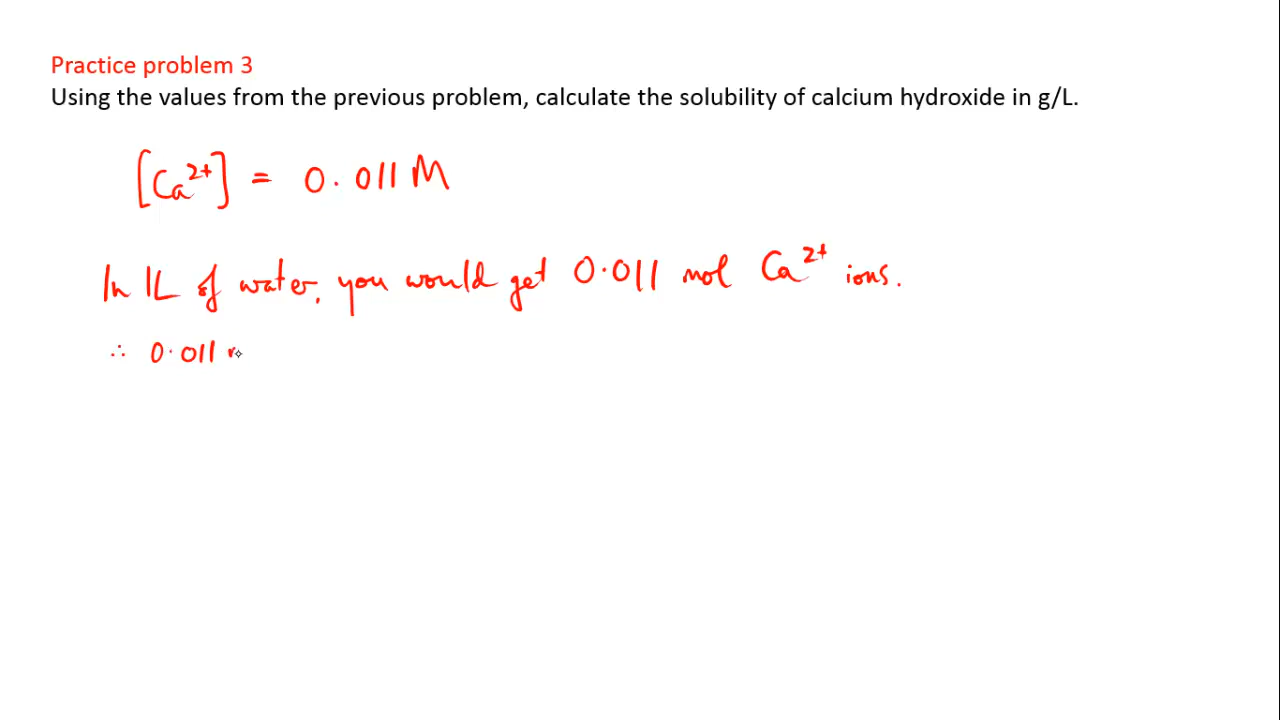 Practice problem 3
Using the values from the previous problem, calculate the solubility of calcium hydroxide in g/L.
[Ca²⁺] = 0.011 M
In 1L of water, you would get 0.011 mol Ca²⁺ ions.
∴ 0.011